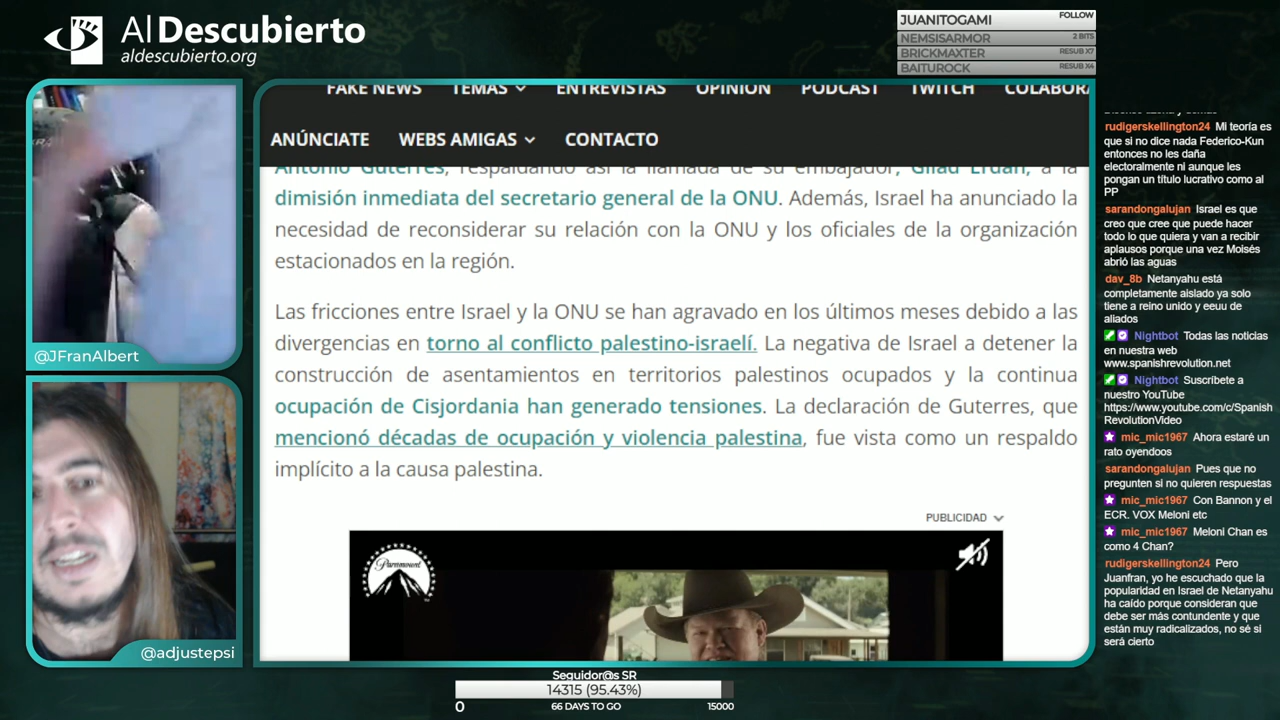 Al Descubierto
aldescubierto.org
JUANITOGAMI FOLLOW
NEMSISARMOR 2 BITS
BRICKMAXTER RESUB X7
BAITUROCK RESUB X4
FAKE NEWS TEMAS ENTREVISTAS OPINIÓN PODCAST TWITCH COLABORA
ANÚNCIATE WEBS AMIGAS CONTACTO
Antonio Guterres, respaldando así la llamada de su embajador, Gilad Erdan, a la
dimisión inmediata del secretario general de la ONU. Además, Israel ha anunciado la
necesidad de reconsiderar su relación con la ONU y los oficiales de la organización
estacionados en la región.
Las fricciones entre Israel y la ONU se han agravado en los últimos meses debido a las
divergencias en torno al conflicto palestino-israelí. La negativa de Israel a detener la
construcción de asentamientos en territorios palestinos ocupados y la continua
ocupación de Cisjordania han generado tensiones. La declaración de Guterres, que
mencionó décadas de ocupación y violencia palestina, fue vista como un respaldo
implícito a la causa palestina.
PUBLICIDAD
Paramount
@JFranAlbert
@adjustepsi
rudigerskellington24 Mi teoría es
que si no dice nada Federico-Kun
entonces no les daña
electoralmente ni aunque les
pongan un título lucrativo como al
PP
sarandongalujan Israel es que
creo que cree que puede hacer
todo lo que quiera y van a recibir
aplausos porque una vez Moisés
abrió las aguas
dav_8b Netanyahu está
completamente aislado ya solo
tiene a reino unido y eeuu de
aliados
Nightbot Todas las noticias
en nuestra web
www.spanishrevolution.net
Nightbot Suscríbete a
nuestro YouTube
https://www.youtube.com/c/Spanish
RevolutionVideo
mic_mic1967 Ahora estaré un
rato oyendoos
sarandongalujan Pues que no
pregunten si no quieren respuestas
mic_mic1967 Con Bannon y el
ECR. VOX Meloni etc
mic_mic1967 Meloni Chan es
como 4 Chan?
rudigerskellington24 Pero
Juanfran, yo he escuchado que la
popularidad en Israel de Netanyahu
ha caído porque consideran que
debe ser más contundente y que
están muy radicalizados, no sé si
será cierto
Seguidor@s SR
14315 (95.43%)
0 66 DAYS TO GO 15000